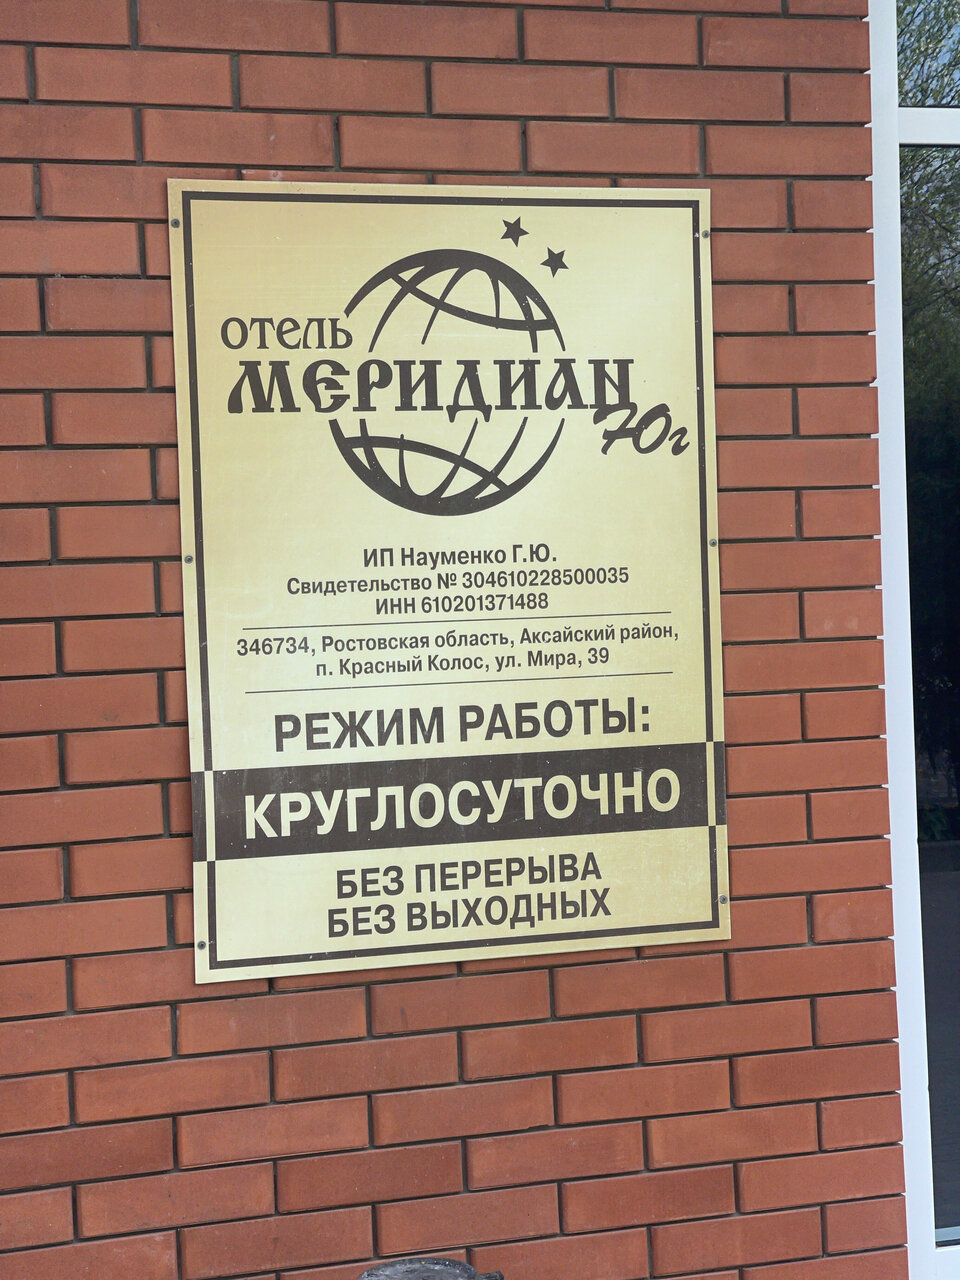 отель
МЕРИДИАН
Юг
ИП Науменко Г.Ю.
Свидетельство № 304610228500035
ИНН 610201371488
346734, Ростовская область, Аксайский район,
п. Красный Колос, ул. Мира, 39
РЕЖИМ РАБОТЫ:
КРУГЛОСУТОЧНО
БЕЗ ПЕРЕРЫВА
БЕЗ ВЫХОДНЫХ